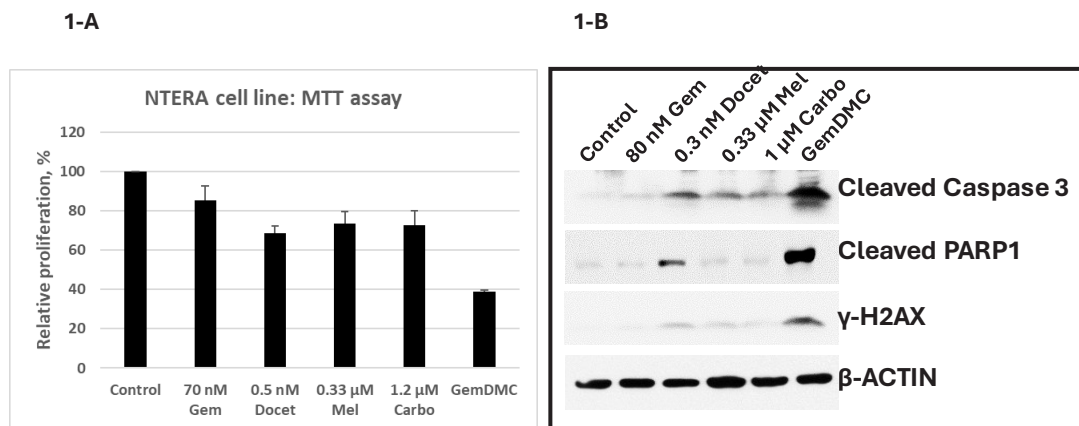 1-A
1-B
NTERA cell line: MTT assay
Relative proliferation, %
120
100
80
60
40
20
0
Control
70 nM Gem
0.5 nM Docet
0.33 µM Mel
1.2 µM Carbo
GemDMC
Control
80 nM Gem
0.3 nM Docet
0.33 µM Mel
1 µM Carbo
GemDMC
Cleaved Caspase 3
Cleaved PARP1
γ-H2AX
β-ACTIN